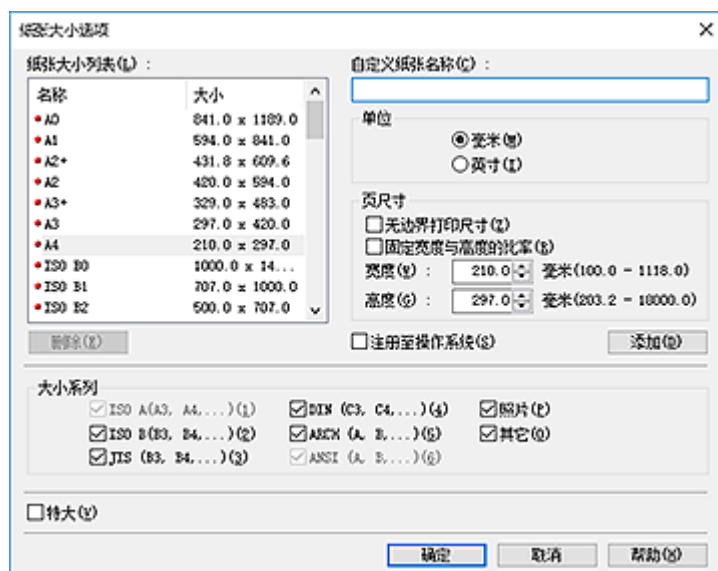 纸张大小选项
纸张大小列表(L)：
名称 大小
A0 841.0 x 1189.0
A1 594.0 x 841.0
A2+ 431.8 x 609.6
A2 420.0 x 594.0
A3+ 329.0 x 483.0
A3 297.0 x 420.0
A4 210.0 x 297.0
ISO B0 1000.0 x 14...
ISO B1 707.0 x 1000.0
ISO B2 500.0 x 707.0
删除(E)
自定义纸张名称(C)：
单位
毫米(M)
英寸(I)
页尺寸
无边界打印尺寸(Z)
固定宽度与高度的比率(B)
宽度(W)： 210.0 毫米(100.0 - 1118.0)
高度(G)： 297.0 毫米(203.2 - 18000.0)
注册至操作系统(S)
添加(D)
大小系列
ISO A(A3, A4,...)(1) DIN (C3, C4,...)(4) 照片(P)
ISO B(B3, B4,...)(2) ARCH (A, B,...)(5) 其它(O)
JIS (B3, B4,...)(3) ANSI (A, B,...)(6)
特大(V)
确定 取消 帮助(H)